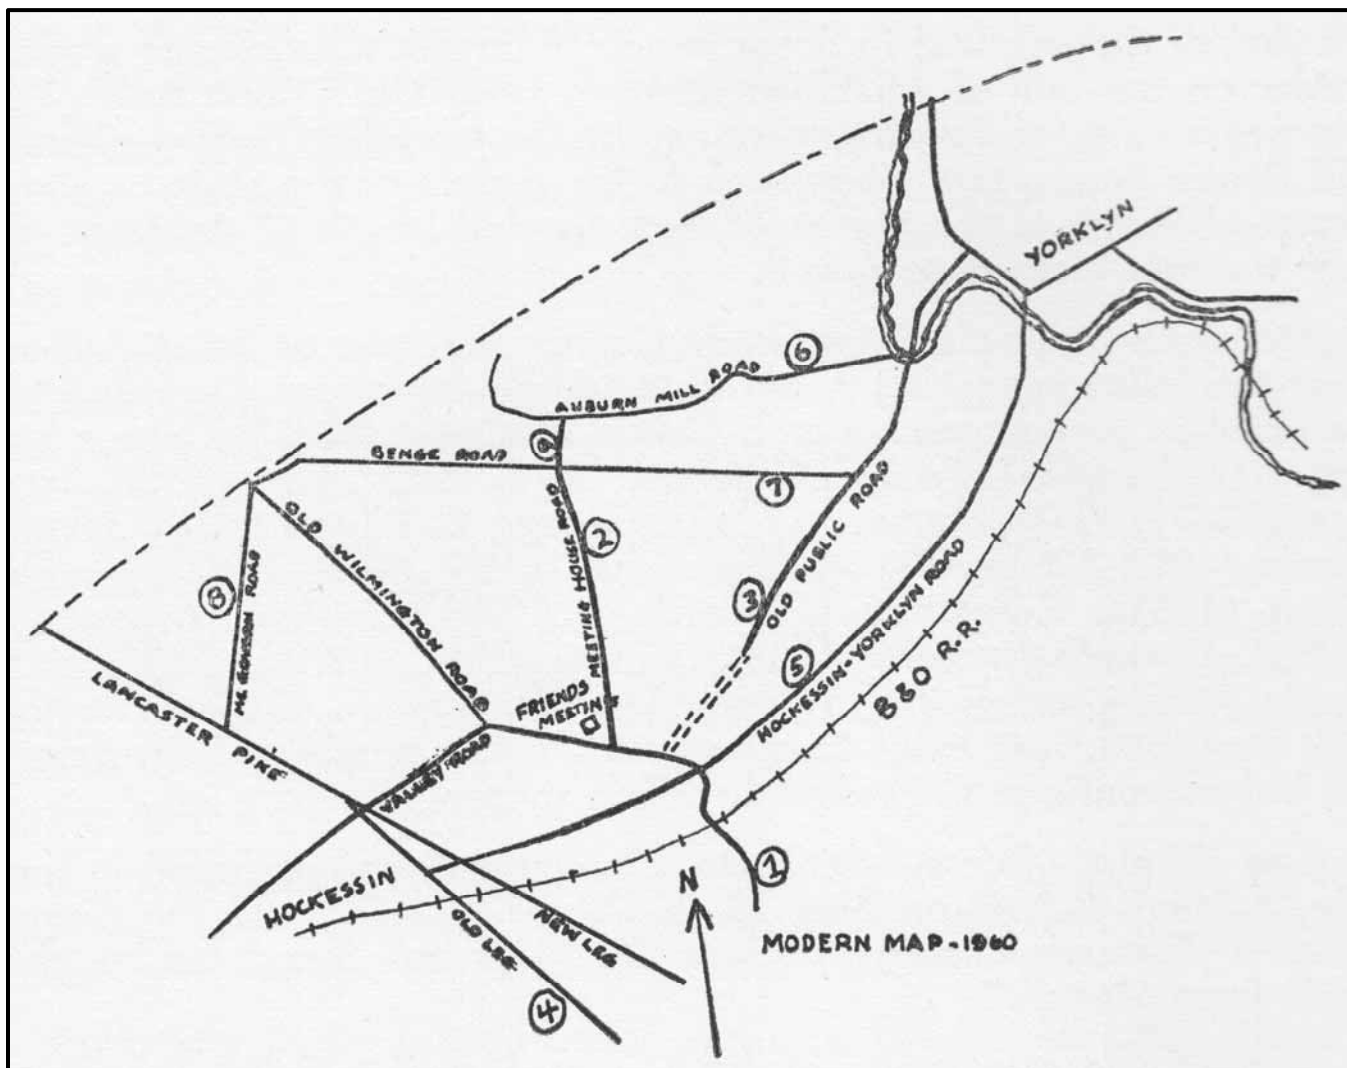 YORKLYN
6
AUBURN MILL ROAD
BENGE ROAD
7
2
MEETING HOUSE ROAD
OLD PUBLIC ROAD
3
OLD WILMINGTON ROAD
8
MC GOVERN ROAD
5
HOCKESSIN-YORKLYN ROAD
B&O R.R.
FRIENDS
MEETING
LANCASTER PIKE
VALLEY ROAD
1
HOCKESSIN
N
OLD LEG
NEW LEG
MODERN MAP-1960
4